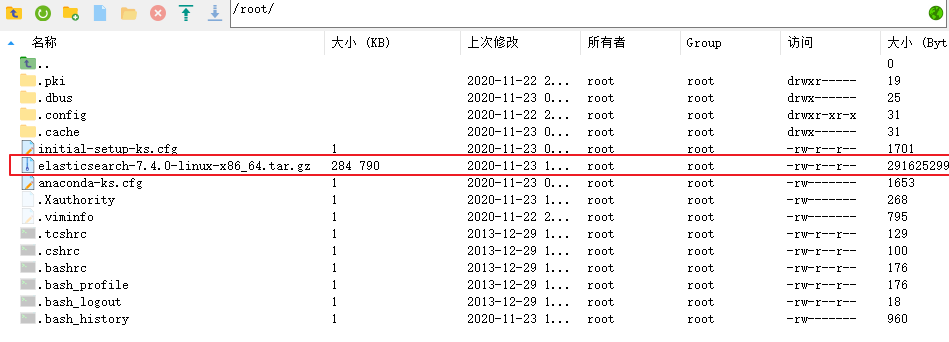 /root/
名称 大小 (KB) 上次修改 所有者 Group 访问 大小 (Byt
.. 0
.pki 2020-11-22 2... root root drwxr----- 19
.dbus 2020-11-23 0... root root drwx------ 25
.config 2020-11-22 2... root root drwxr-xr-x 31
.cache 2020-11-23 0... root root drwx------ 31
initial-setup-ks.cfg 1 2020-11-23 0... root root -rw-r--r-- 1701
elasticsearch-7.4.0-linux-x86_64.tar.gz 284 790 2020-11-23 1... root root -rw-r--r-- 291625299
anaconda-ks.cfg 1 2020-11-23 0... root root -rw------- 1653
.Xauthority 1 2020-11-23 1... root root -rw------- 268
.viminfo 1 2020-11-22 2... root root -rw------- 795
.tcshrc 1 2013-12-29 1... root root -rw-r--r-- 129
.cshrc 1 2013-12-29 1... root root -rw-r--r-- 100
.bashrc 1 2013-12-29 1... root root -rw-r--r-- 176
.bash_profile 1 2013-12-29 1... root root -rw-r--r-- 176
.bash_logout 1 2013-12-29 1... root root -rw-r--r-- 18
.bash_history 1 2020-11-23 1... root root -rw------- 960